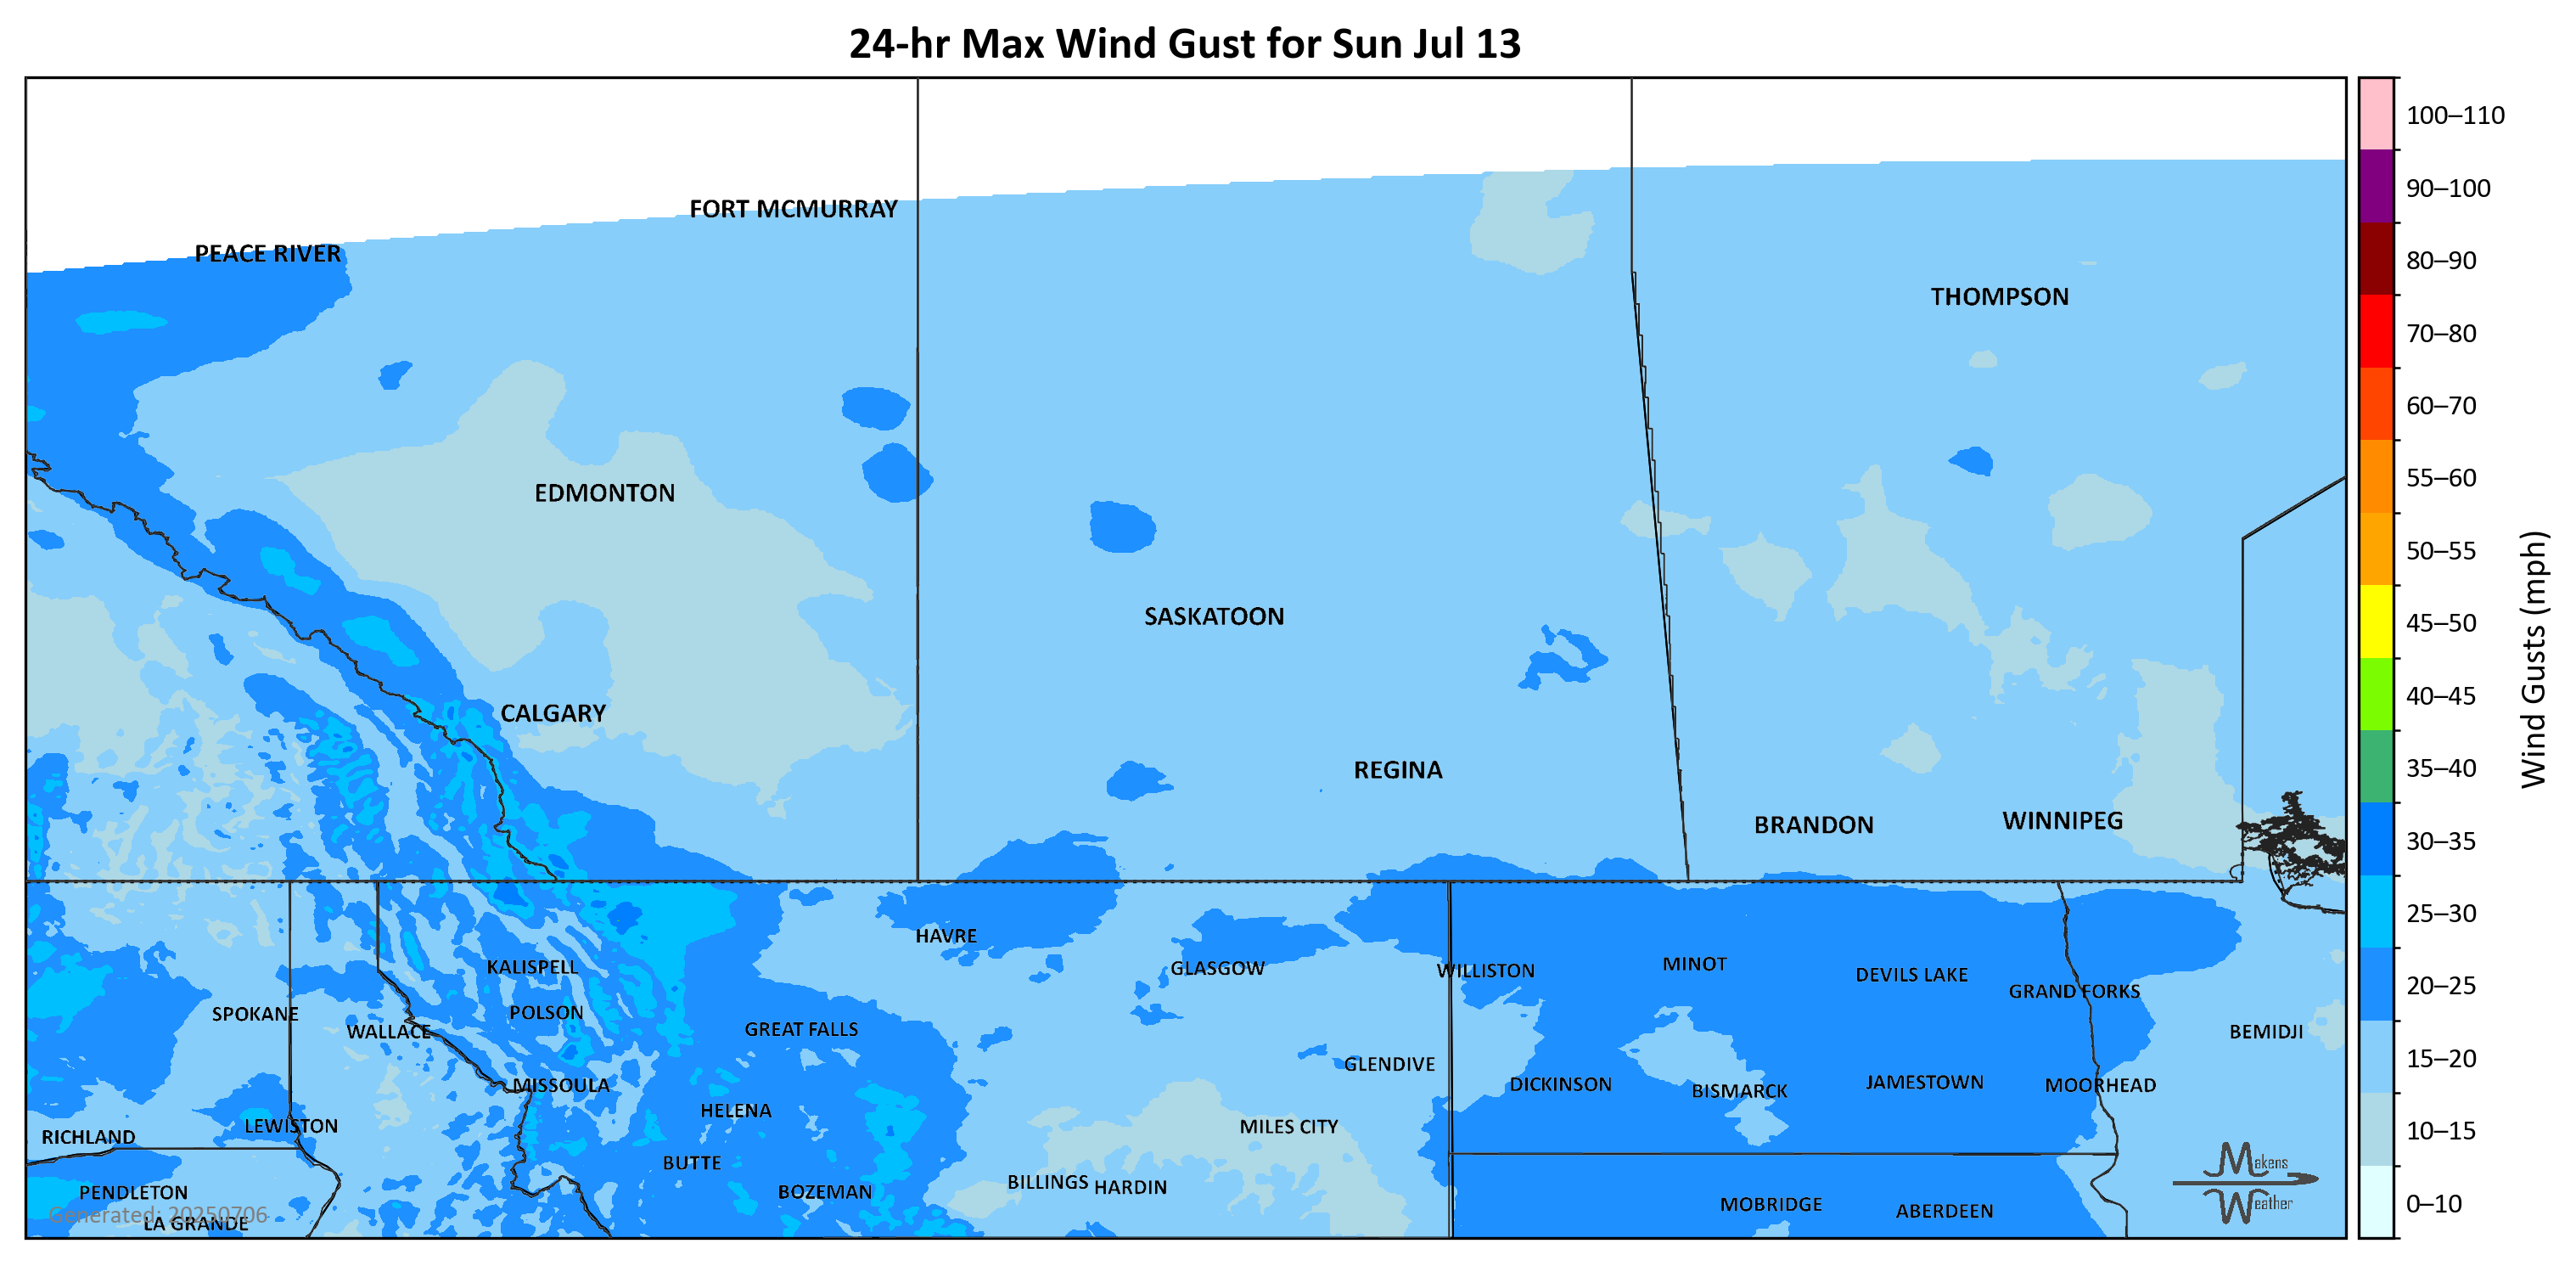 24-hr Max Wind Gust for Sun Jul 13
FORT MCMURRAY
PEACE RIVER
THOMPSON
EDMONTON
SASKATOON
CALGARY
REGINA
BRANDON
WINNIPEG
HAVRE
KALISPELL
GLASGOW
WILLISTON
MINOT
DEVILS LAKE
GRAND FORKS
SPOKANE
POLSON
WALLACE
GREAT FALLS
BEMIDJI
GLENDIVE
MISSOULA
DICKINSON
BISMARCK
JAMESTOWN
MOORHEAD
HELENA
LEWISTON
RICHLAND
MILES CITY
BUTTE
PENDLETON
BOZEMAN
BILLINGS
HARDIN
MOBRIDGE
ABERDEEN
Generated: 20250706
LA GRANDE
Makens
Weather
100–110
90–100
80–90
70–80
60–70
55–60
50–55
45–50
40–45
35–40
30–35
25–30
20–25
15–20
10–15
0–10
Wind Gusts (mph)